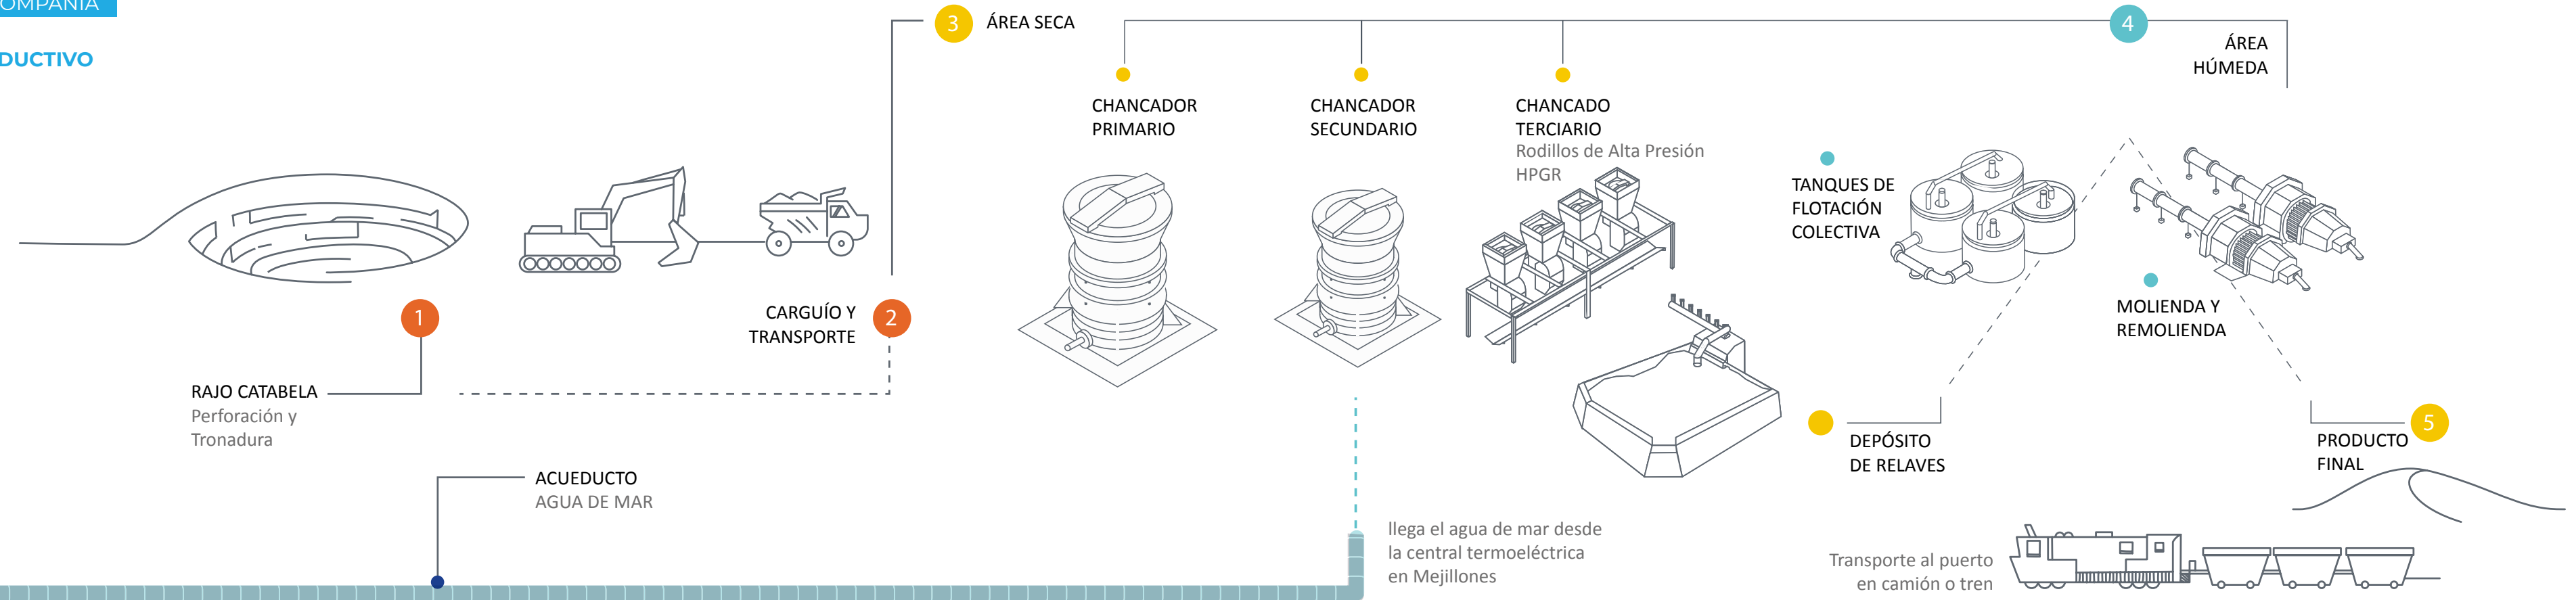 OMPAÑÍA
DUCTIVO
3
ÁREA SECA
4
ÁREA
HÚMEDA
CHANCADOR
PRIMARIO
CHANCADOR
SECUNDARIO
CHANCADO
TERCIARIO
Rodillos de Alta Presión
HPGR
TANQUES DE
FLOTACIÓN
COLECTIVA
MOLIENDA Y
REMOLIENDA
1
CARGUÍO Y
TRANSPORTE
2
RAJO CATABELA
Perforación y
Tronadura
DEPÓSITO
DE RELAVES
5
PRODUCTO
FINAL
ACUEDUCTO
AGUA DE MAR
llega el agua de mar desde
la central termoeléctrica
en Mejillones
Transporte al puerto
en camión o tren